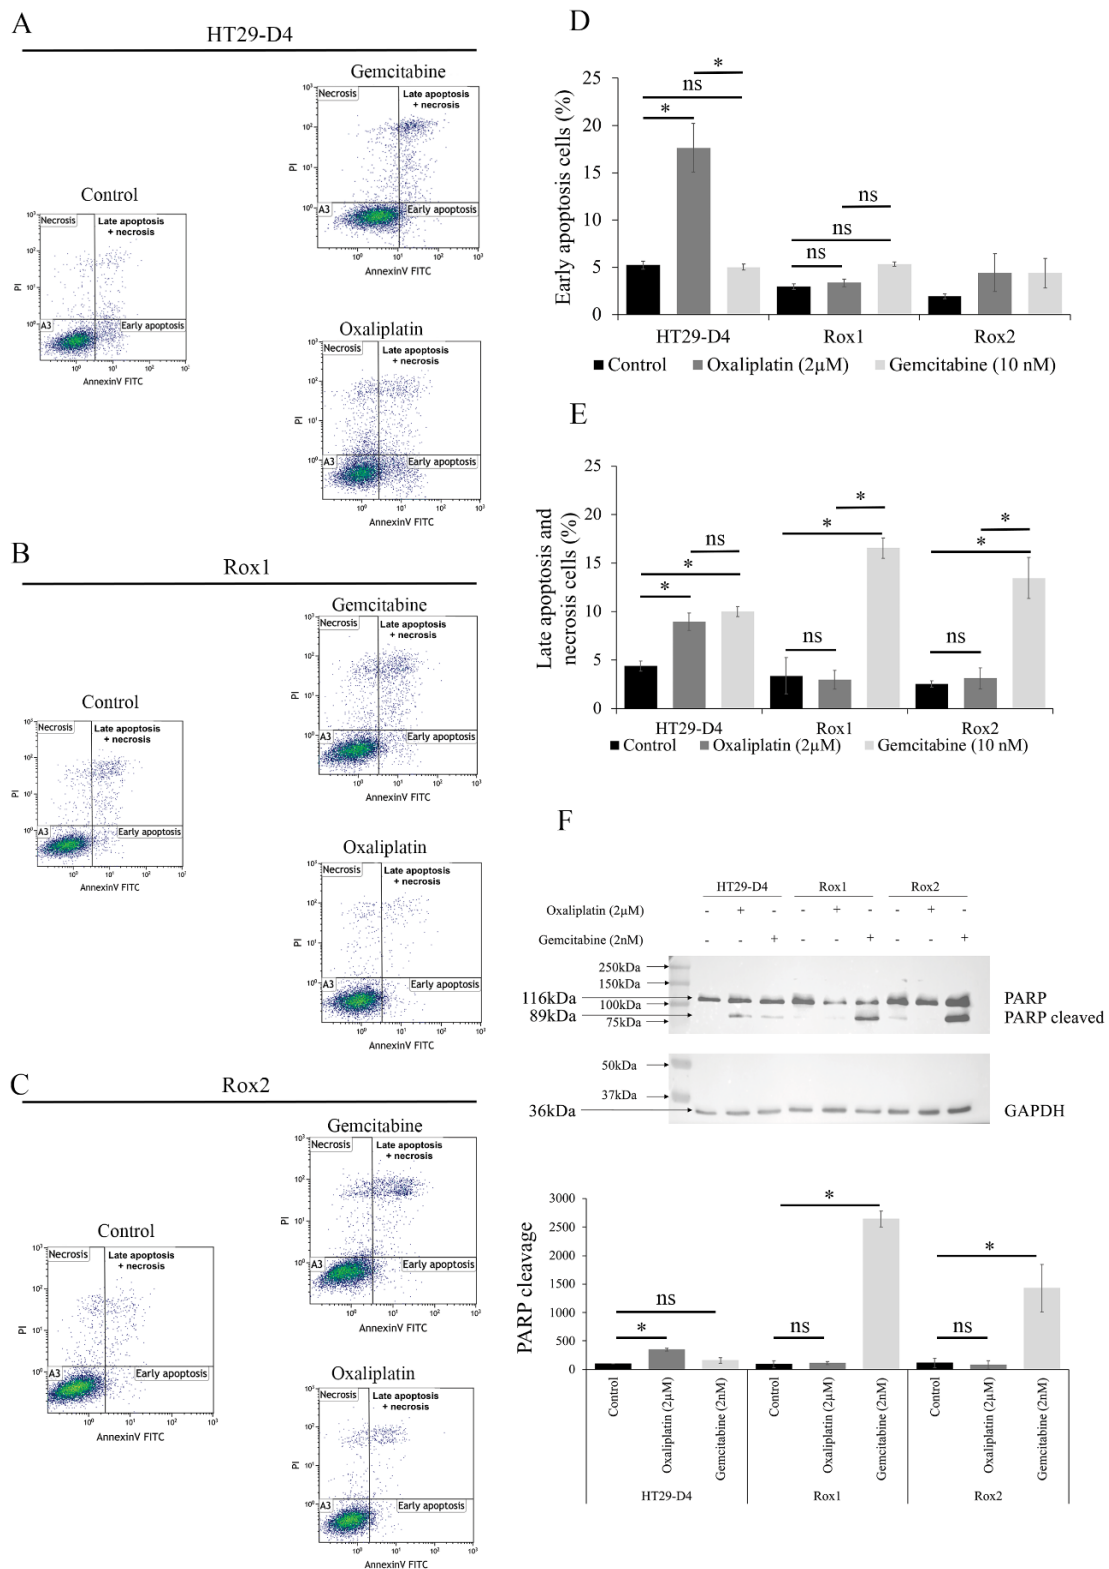 A
HT29-D4
Gemcitabine
Necrosis
Late apoptosis
+ necrosis
PI
A3
Early apoptosis
AnnexinV FITC
Control
Necrosis
Late apoptosis
+ necrosis
PI
A3
Early apoptosis
AnnexinV FITC
Oxaliplatin
Necrosis
Late apoptosis
+ necrosis
PI
A3
Early apoptosis
AnnexinV FITC
B
Rox1
Gemcitabine
Necrosis
Late apoptosis
+ necrosis
PI
A3
Early apoptosis
AnnexinV FITC
Control
Necrosis
Late apoptosis
+ necrosis
PI
A3
Early apoptosis
AnnexinV FITC
Oxaliplatin
Necrosis
Late apoptosis
+ necrosis
PI
A3
Early apoptosis
AnnexinV FITC
C
Rox2
Gemcitabine
Necrosis
Late apoptosis
+ necrosis
PI
A3
Early apoptosis
AnnexinV FITC
Control
Necrosis
Late apoptosis
+ necrosis
PI
A3
Early apoptosis
AnnexinV FITC
Oxaliplatin
Necrosis
Late apoptosis
+ necrosis
PI
A3
Early apoptosis
AnnexinV FITC
D
Early apoptosis cells (%)
25
20
15
10
5
0
*
ns
*
ns
ns
ns
HT29-D4 Rox1 Rox2
Control Oxaliplatin (2µM) Gemcitabine (10 nM)
E
Late apoptosis and
necrosis cells (%)
25
20
15
10
5
0
ns
*
*
*
*
ns
*
*
ns
HT29-D4 Rox1 Rox2
Control Oxaliplatin (2µM) Gemcitabine (10 nM)
F
HT29-D4 Rox1 Rox2
Oxaliplatin (2µM) - + - - + - - + -
Gemcitabine (2nM) - - + - - + - - +
250kDa
150kDa
116kDa 100kDa PARP
89kDa 75kDa PARP cleaved
50kDa
37kDa
36kDa GAPDH
PARP cleavage
3000
2500
2000
1500
1000
500
0
ns
*
*
ns
*
ns
Control Oxaliplatin (2µM) Gemcitabine (2nM) Control Oxaliplatin (2µM) Gemcitabine (2nM) Control Oxaliplatin (2µM) Gemcitabine (2nM)
HT29-D4 Rox1 Rox2